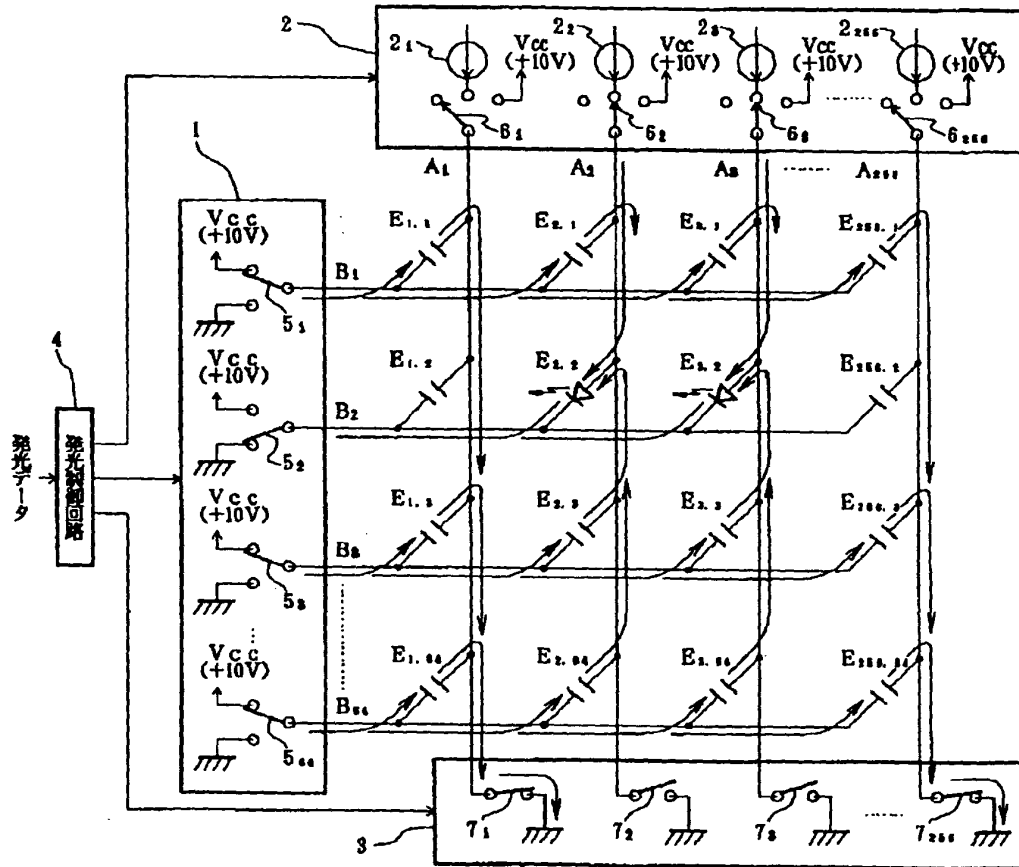 2
2₁
2₂
2₃
2₂₅₆
Vcc
(+10V)
Vcc
(+10V)
Vcc
(+10V)
Vcc
(+10V)
6₁
6₂
6₃
6₂₅₆
A₁
A₂
A₃
A₂₅₆
1
Vcc
(+10V)
B₁
5₁
E₁.₁
E₂.₁
E₃.₁
E₂₅₆.₁
4
発光データ
発光制御回路
Vcc
(+10V)
B₂
5₂
E₁.₂
E₂.₂
E₃.₂
E₂₅₆.₂
Vcc
(+10V)
B₃
5₃
E₁.₃
E₂.₃
E₃.₃
E₂₅₆.₃
Vcc
(+10V)
B₆₄
5₆₄
E₁.₆₄
E₂.₆₄
E₃.₆₄
E₂₅₆.₆₄
3
7₁
7₂
7₃
7₂₅₆